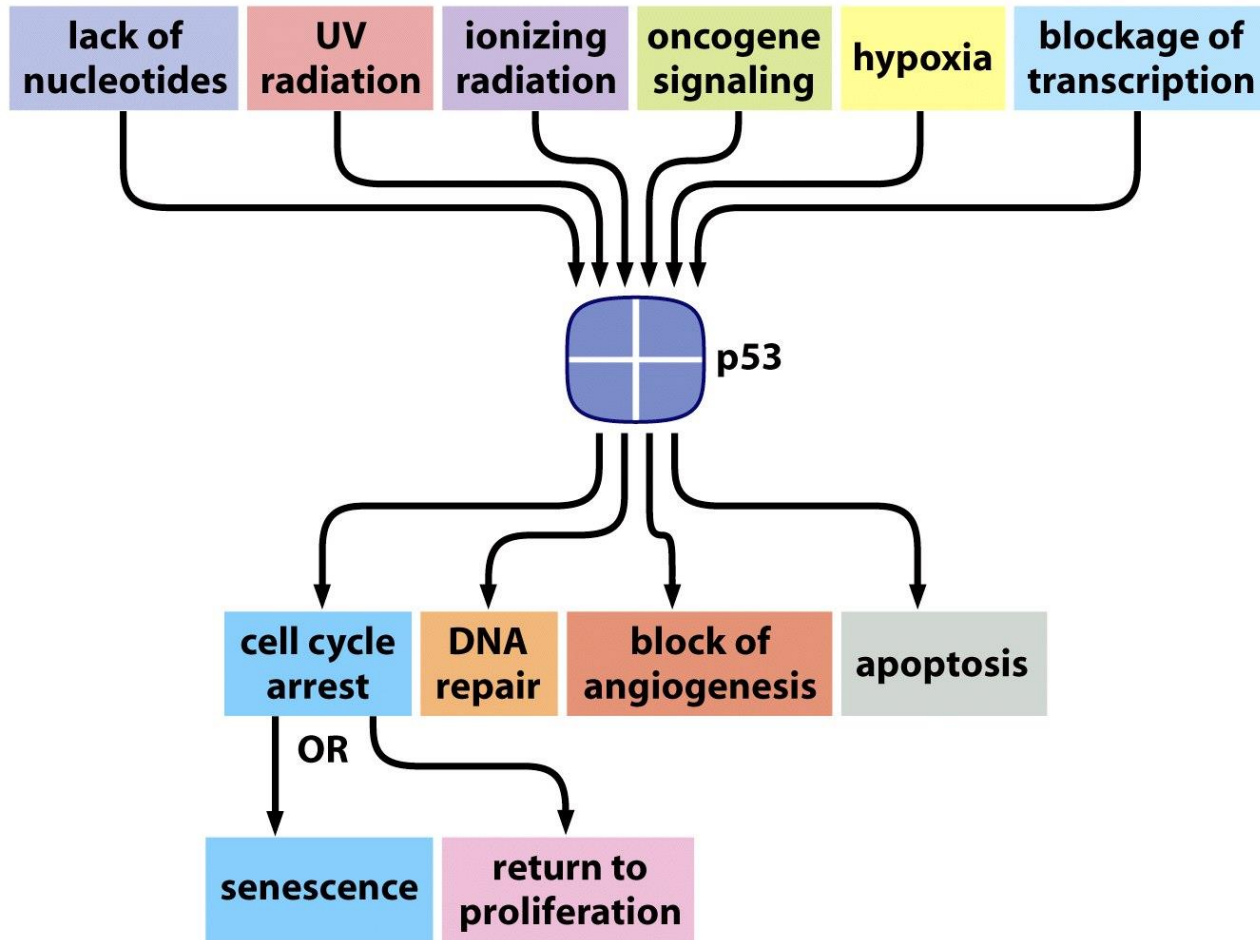 lack of
nucleotides
UV
radiation
ionizing
radiation
oncogene
signaling
hypoxia
blockage of
transcription
p53
cell cycle
arrest
DNA
repair
block of
angiogenesis
apoptosis
OR
senescence
return to
proliferation